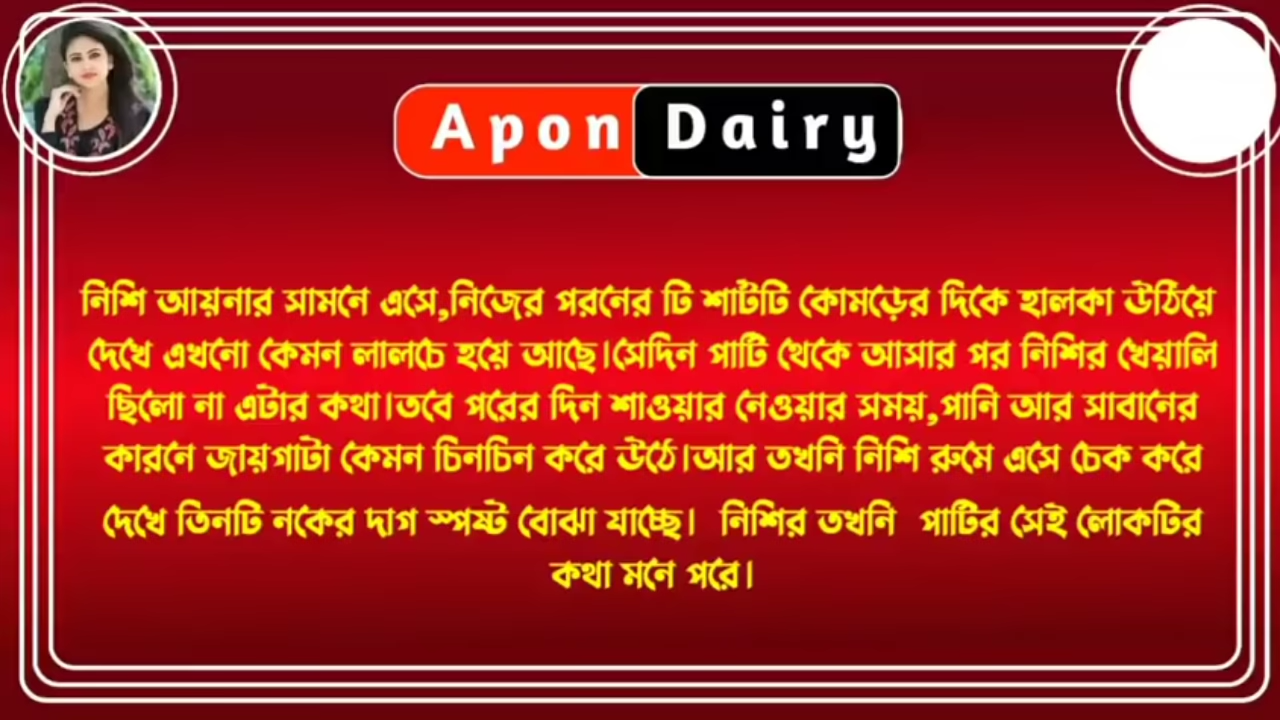 Apon Dairy
নিশি আয়নার সামনে এসে,নিজের পরনের টি শার্টটি কোমড়ের দিকে হালকা উঠিয়ে
দেখে এখনো কেমন লালচে হয়ে আছে।সেদিন পার্টি থেকে আসার পর নিশির খেয়ালি
ছিলো না এটার কথা।তবে পরের দিন শাওয়ার নেওয়ার সময়,পানি আর সাবানের
কারনে জায়গাটা কেমন চিনচিন করে উঠে।আর তখনি নিশি রুমে এসে চেক করে
দেখে তিনটি নকের দাগ স্পষ্ট বোঝা যাচ্ছে। নিশির তখনি পার্টির সেই লোকটির
কথা মনে পরে।